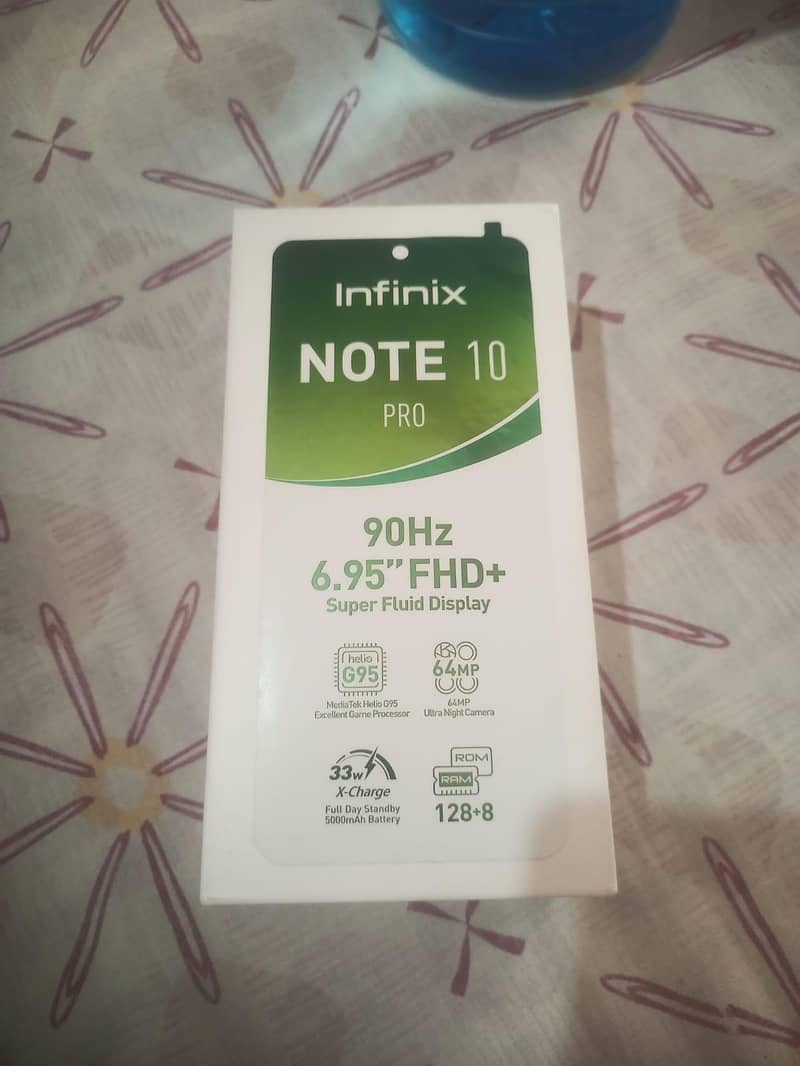 Infinix
NOTE 10
PRO
90Hz
6.95” FHD+
Super Fluid Display
helio
G95
MediaTek Helio G95
Excellent Game Processor
64MP
64MP
Ultra Night Camera
33W
X-Charge
Full Day Standby
5000mAh Battery
ROM
RAM
128+8